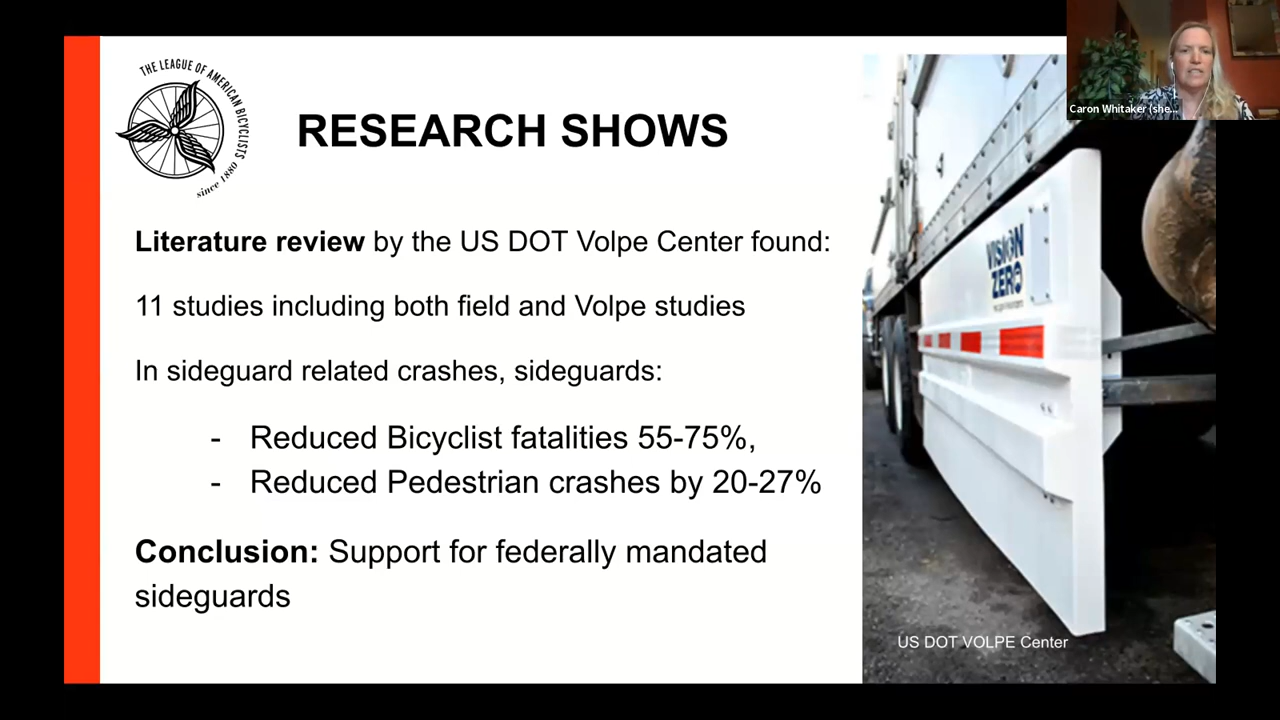 THE LEAGUE OF AMERICAN BICYCLISTS
since 1880
RESEARCH SHOWS
Literature review by the US DOT Volpe Center found:
11 studies including both field and Volpe studies
In sideguard related crashes, sideguards:
- Reduced Bicyclist fatalities 55-75%,
- Reduced Pedestrian crashes by 20-27%
Conclusion: Support for federally mandated
sideguards
Caron Whitaker (she...
VISION
ZERO
US DOT VOLPE Center